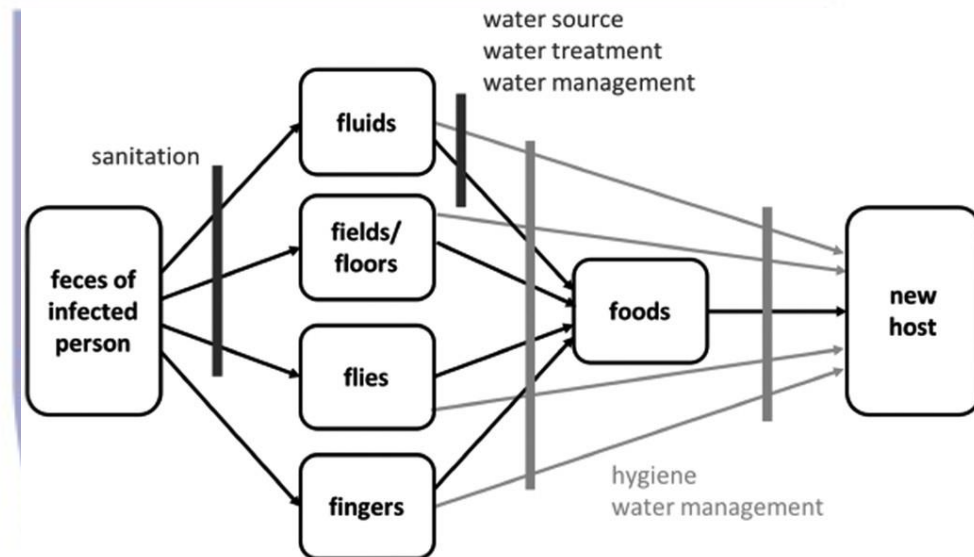 water source
water treatment
water management
sanitation
fluids
fields/
floors
feces of
infected
person
foods
new
host
flies
fingers
hygiene
water management